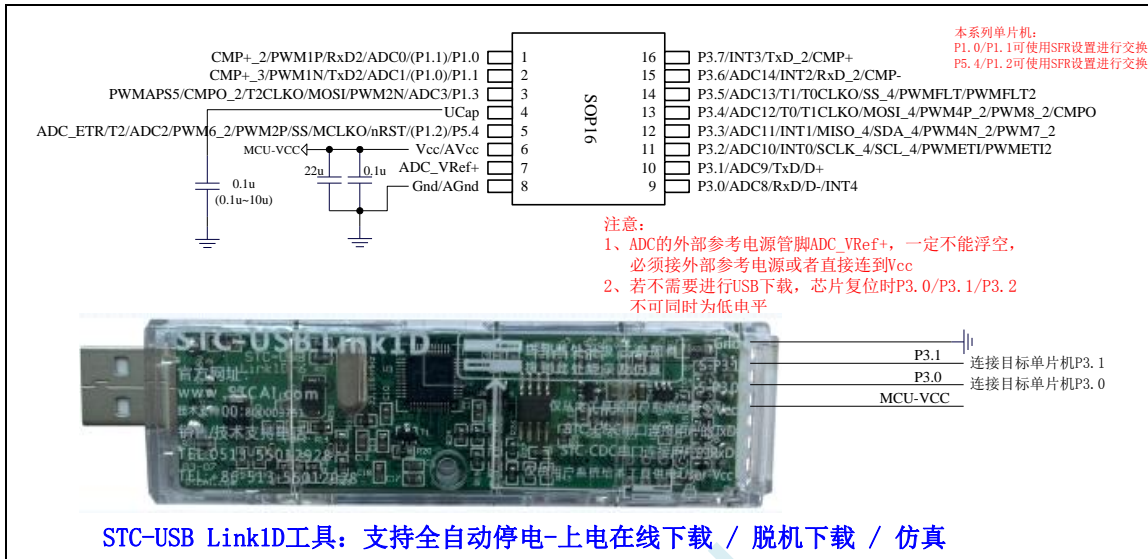 本系列单片机:
P1.0/P1.1可使用SFR设置进行交换
P5.4/P1.2可使用SFR设置进行交换
CMP+_2/PWM1P/RxD2/ADC0/(P1.1)/P1.0 1
CMP+_3/PWM1N/TxD2/ADC1/(P1.0)/P1.1 2
PWMAPS5/CMPO_2/T2CLKO/MOSI/PWM2N/ADC3/P1.3 3
UCap 4
ADC_ETR/T2/ADC2/PWM6_2/PWM2P/SS/MCLKO/nRST/(P1.2)/P5.4 5
MCU-VCC Vcc/AVcc 6
ADC_VRef+ 7
Gnd/AGnd 8
22u 0.1u
0.1u
(0.1u~10u)
SOP16
16 P3.7/INT3/TxD_2/CMP+
15 P3.6/ADC14/INT2/RxD_2/CMP-
14 P3.5/ADC13/T1/T0CLKO/SS_4/PWMFLT/PWMFLT2
13 P3.4/ADC12/T0/T1CLKO/MOSI_4/PWM4P_2/PWM8_2/CMPO
12 P3.3/ADC11/INT1/MISO_4/SDA_4/PWM4N_2/PWM7_2
11 P3.2/ADC10/INT0/SCLK_4/SCL_4/PWMETI/PWMETI2
10 P3.1/ADC9/TxD/D+
9 P3.0/ADC8/RxD/D-/INT4
注意:
1、ADC的外部参考电源管脚ADC_VRef+, 一定不能浮空,
必须接外部参考电源或者直接连到Vcc
2、若不需要进行USB下载, 芯片复位时P3.0/P3.1/P3.2
不可同时为低电平
STC-USB Link1D
官方网址:
TEL:0513-55012928
P3.1 连接目标单片机P3.1
P3.0 连接目标单片机P3.0
MCU-VCC
STC-USB Link1D工具: 支持全自动停电-上电在线下载 / 脱机下载 / 仿真